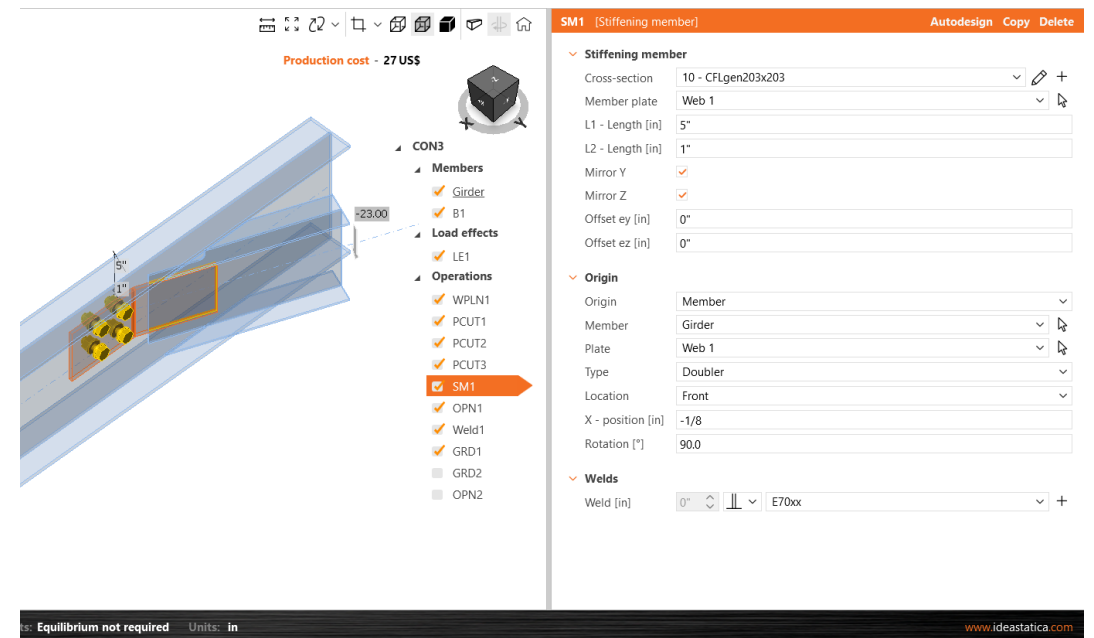 SM1 [Stiffening member] Autodesign Copy Delete
Production cost - 27 US$
CON3
Members
Girder
B1
Load effects
LE1
Operations
WPLN1
PCUT1
PCUT2
PCUT3
SM1
OPN1
Weld1
GRD1
GRD2
OPN2
-23.00
5"
1"
Stiffening member
Cross-section 10 - CFLgen203x203
Member plate Web 1
L1 - Length [in] 5"
L2 - Length [in] 1"
Mirror Y
Mirror Z
Offset ey [in] 0"
Offset ez [in] 0"
Origin
Origin Member
Member Girder
Plate Web 1
Type Doubler
Location Front
X - position [in] -1/8
Rotation [°] 90.0
Welds
Weld [in] 0" E70xx
ts: Equilibrium not required Units: in
www.ideastatica.com